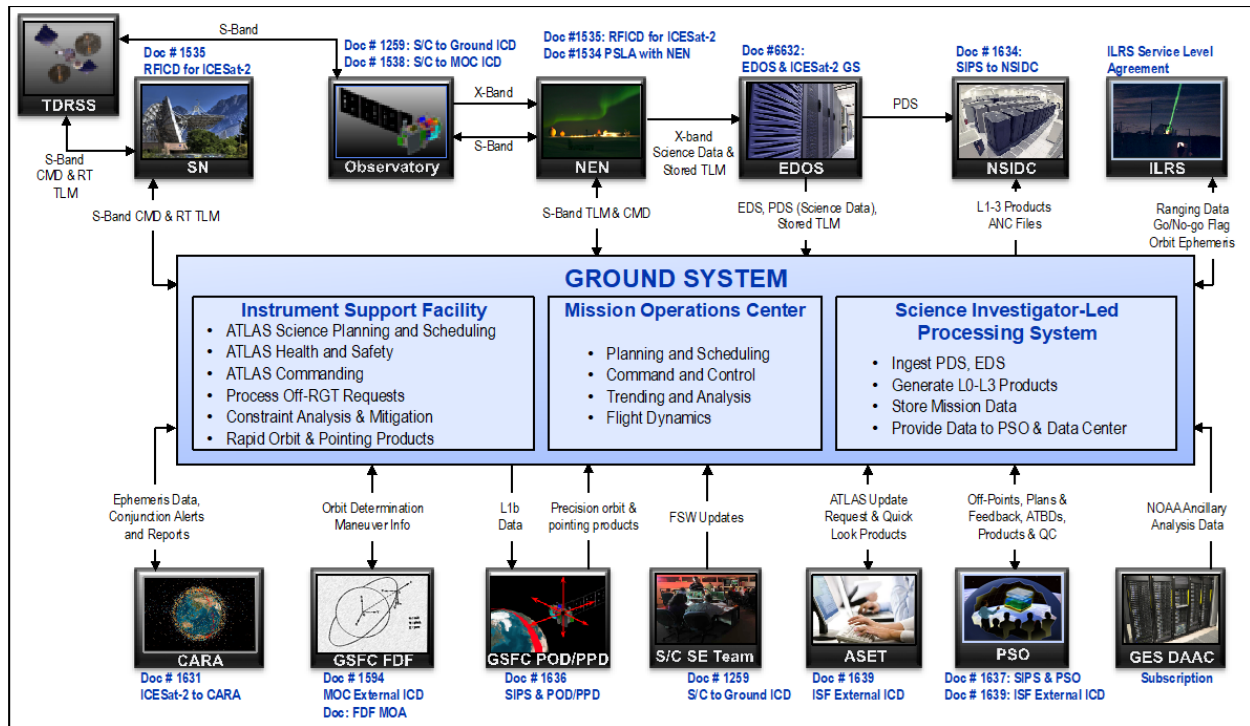 S-Band
Doc # 1535
RFICD for ICESat-2
Doc # 1259: S/C to Ground ICD
Doc # 1538: S/C to MOC ICD
Doc #1535: RFICD for ICESat-2
Doc #1534 PSLA with NEN
#6632:
EDOS & ICESat-2 GS
Doc # 1634:
SIPS to NSIDC
ILRS Service Level
Agreement
TDRSS
SN
X-Band
S-Band
Observatory
NEN
X-band
Science Data &
Stored TLM
EDOS
PDS
NSIDC
ILRS
S-Band
CMD & RT
TLM
S-Band CMD & RT TLM
S-Band TLM & CMD
EDS, PDS (Science Data),
Stored TLM
L1-3 Products
ANC Files
Ranging Data
Go/No-go Flag
Orbit Ephemeris
GROUND SYSTEM
Instrument Support Facility
• ATLAS Science Planning and Scheduling
• ATLAS Health and Safety
• ATLAS Commanding
• Process Off-RGT Requests
• Constraint Analysis & Mitigation
• Rapid Orbit & Pointing Products
Mission Operations Center
• Planning and Scheduling
• Command and Control
• Trending and Analysis
• Flight Dynamics
Science Investigator-Led
Processing System
• Ingest PDS, EDS
• Generate L0-L3 Products
• Store Mission Data
• Provide Data to PSO & Data Center
Ephemeris Data,
Conjunction Alerts
and Reports
Orbit Determination
Maneuver Info
L1b
Data
Precision orbit &
pointing products
FSW Updates
ATLAS Update
Request & Quick
Look Products
Off-Points, Plans &
Feedback, ATBDs,
Products & QC
NOAA Ancillary
Analysis Data
CARA
GSFC FDF
GSFC POD/PPD
S/C SE Team
ASET
PSO
GES DAAC
Doc # 1631
ICESat-2 to CARA
Doc # 1594
MOC External ICD
Doc: FDF MOA
Doc # 1636
SIPS & POD/PPD
Doc # 1259
S/C to Ground ICD
Doc # 1639
ISF External ICD
Doc # 1637: SIPS & PSO
Doc # 1639: ISF External ICD
Subscription